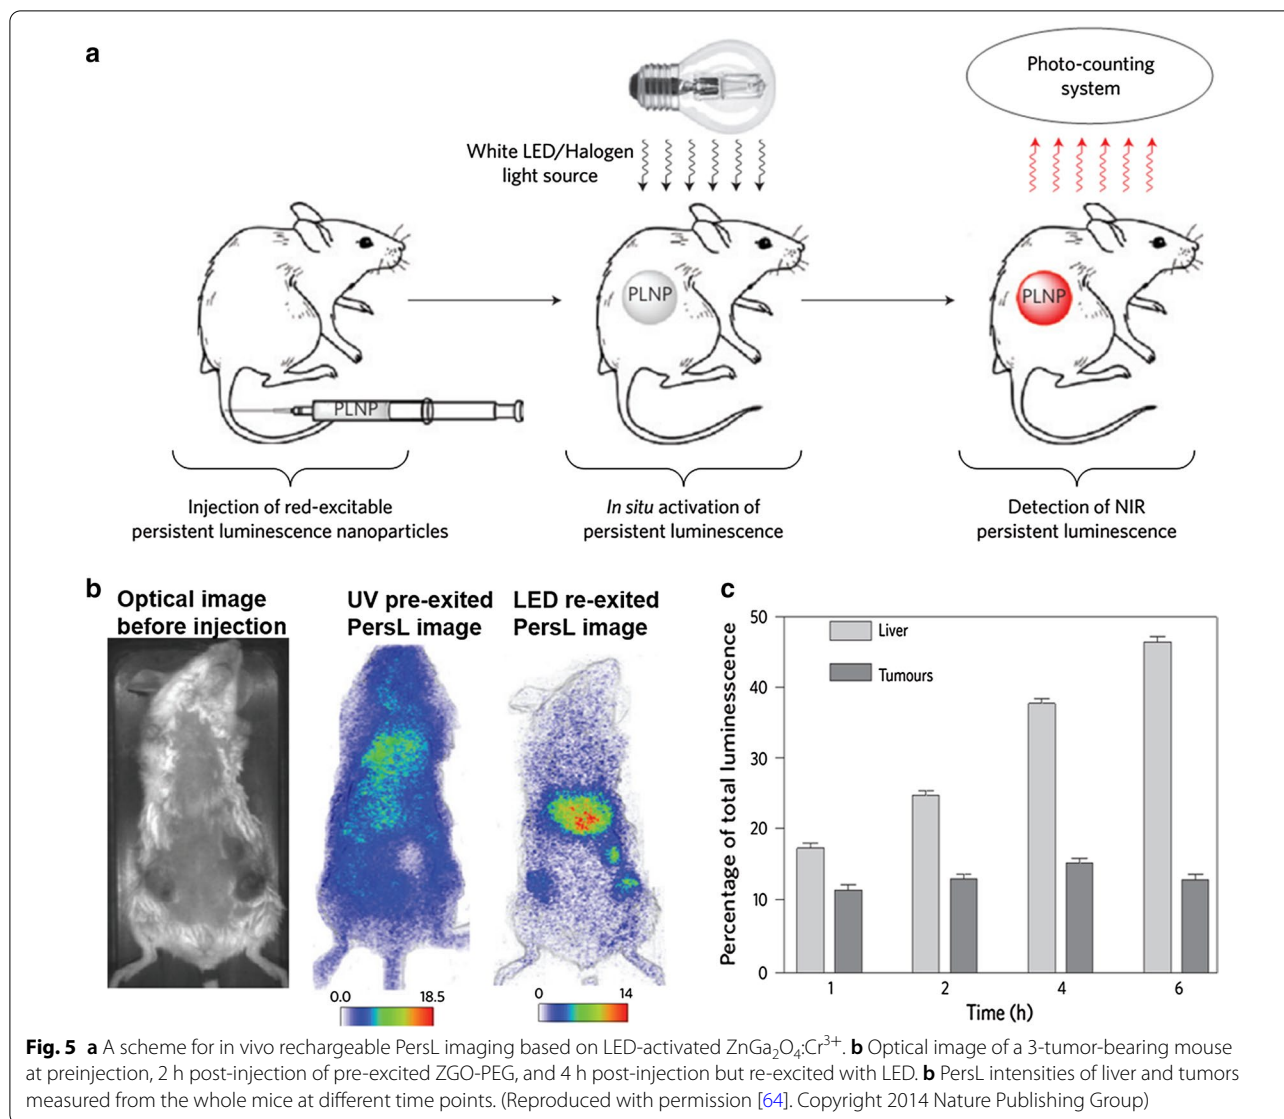 a
Photo-counting
system
White LED/Halogen
light source
PLNP
PLNP
PLNP
Injection of red-excitable
persistent luminescence nanoparticles
In situ activation of
persistent luminescence
Detection of NIR
persistent luminescence
b
Optical image
before injection
UV pre-exited
PersL image
LED re-exited
PersL image
0.0 18.5
0 14
c
Percentage of total luminesscence
50
40
30
20
10
0
Liver
Tumours
1 2 4 6
Time (h)
Fig. 5 a A scheme for in vivo rechargeable PersL imaging based on LED-activated ZnGa₂O₄:Cr³⁺. b Optical image of a 3-tumor-bearing mouse
at preinjection, 2 h post-injection of pre-excited ZGO-PEG, and 4 h post-injection but re-excited with LED. b PersL intensities of liver and tumors
measured from the whole mice at different time points. (Reproduced with permission [64]. Copyright 2014 Nature Publishing Group)